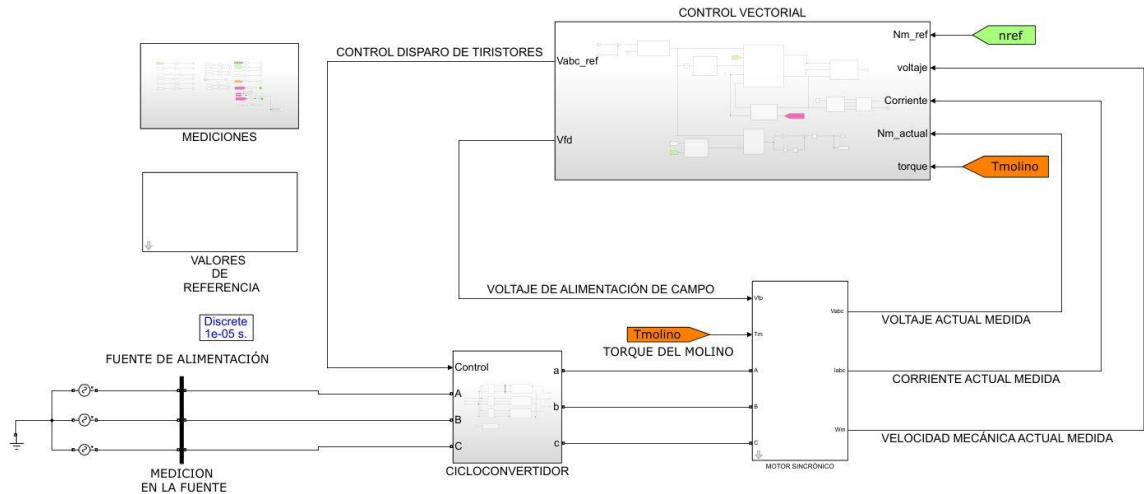 CONTROL VECTORIAL
CONTROL DISPARO DE TIRISTORES
Vabc_ref
Vfd
Nm_ref
nref
voltaje
Corriente
Nm_actual
torque
Tmolino
MEDICIONES
VALORES
DE
REFERENCIA
Discrete
1e-05 s.
VOLTAJE DE ALIMENTACIÓN DE CAMPO
Tmolino
TORQUE DEL MOLINO
Vfp
Tm
A
B
C
Vabc
Iabc
Wm
VOLTAJE ACTUAL MEDIDA
CORRIENTE ACTUAL MEDIDA
VELOCIDAD MECÁNICA ACTUAL MEDIDA
MOTOR SINCRÓNICO
FUENTE DE ALIMENTACIÓN
Control
A
B
C
a
b
c
CICLOCONVERTIDOR
MEDICION
EN LA FUENTE